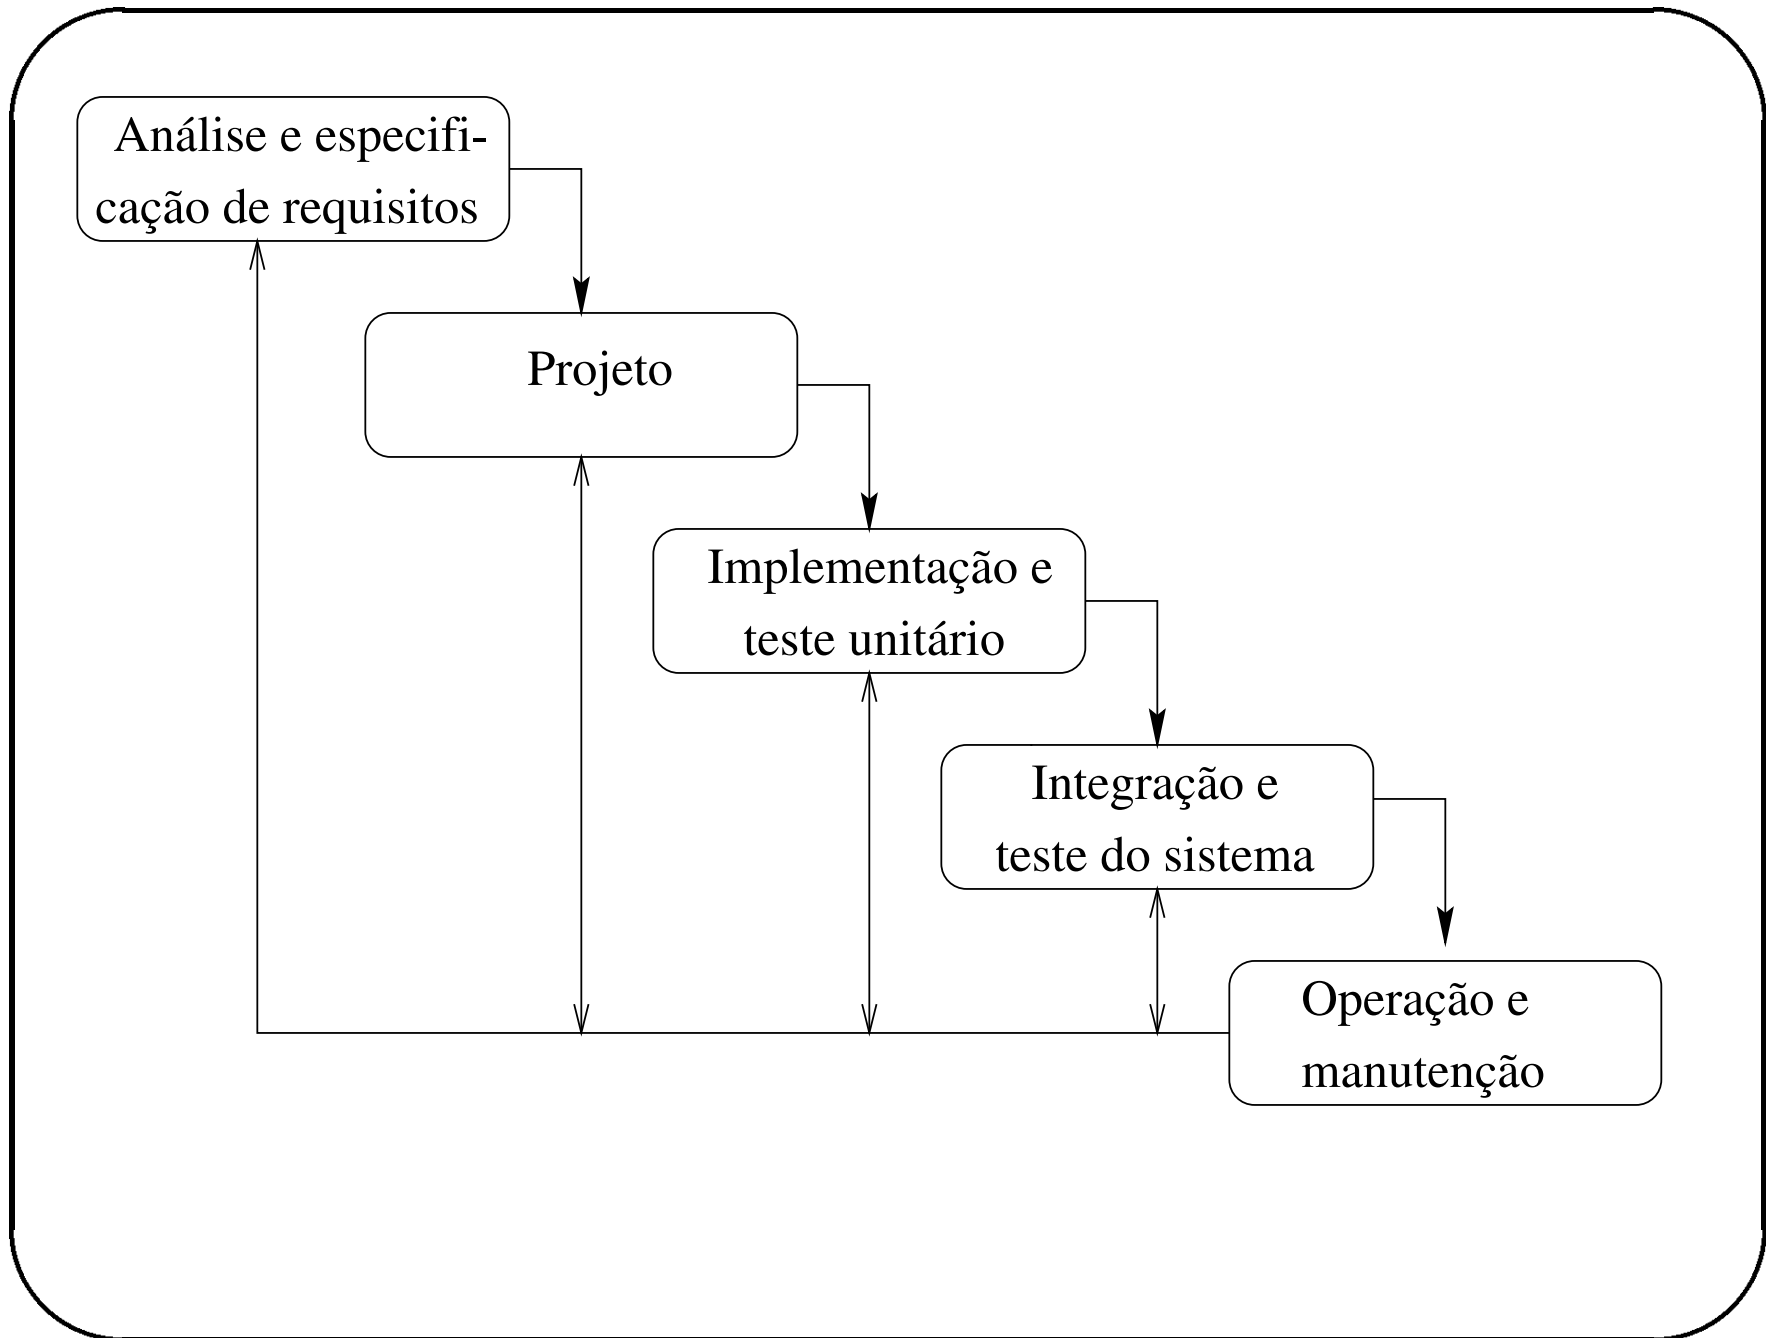 Análise e especifi-
cação de requisitos
Projeto
Implementação e
teste unitário
Integração e
teste do sistema
Operação e
manutenção